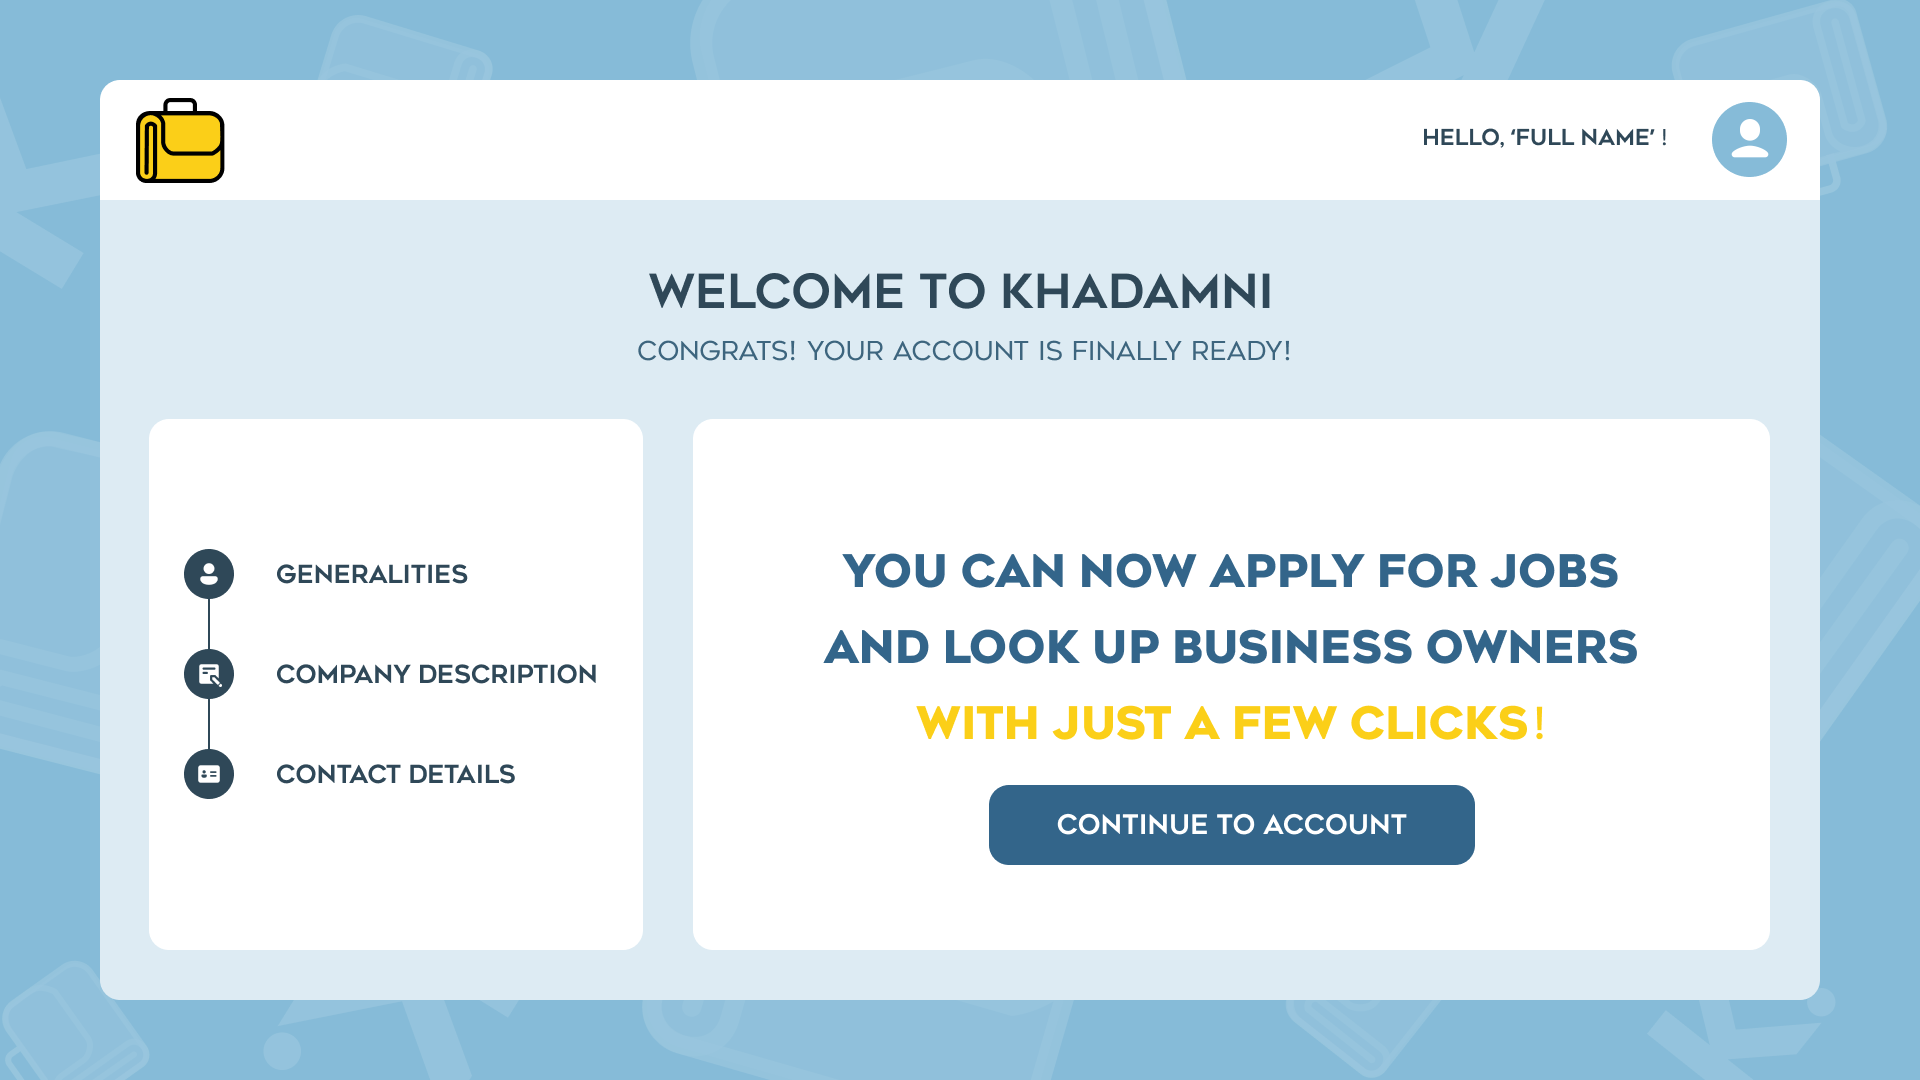 HELLO, ‘FULL NAME’ !
WELCOME TO KHADAMNI
CONGRATS! YOUR ACCOUNT IS FINALLY READY!
GENERALITIES
COMPANY DESCRIPTION
CONTACT DETAILS
YOU CAN NOW APPLY FOR JOBS
AND LOOK UP BUSINESS OWNERS
WITH JUST A FEW CLICKS!
CONTINUE TO ACCOUNT